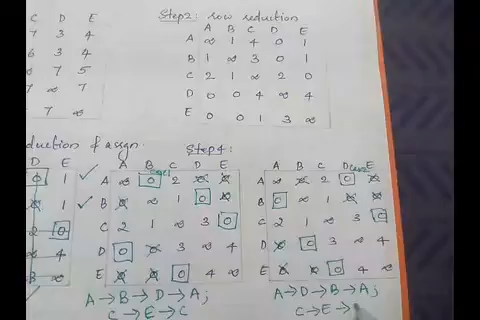 C D E
7 3 4
6 3 4
∞ 7 5
7 ∞ 7
7 ∞
Step2: row reduction
A B C D E
A ∞ 1 4 0 1
B 1 ∞ 3 0 1
C 2 1 ∞ 2 0
D 0 0 4 ∞ 4
E 0 0 1 3 ∞
duction & assign.
D E
0 1 ✓
0 1 ✓
2 0
∞ 4
3 ∞
Step4:
A B C D E
A ∞ 0 2 0 0
B 0 ∞ 1 0 0
C 2 1 ∞ 3 0
D 0 0 3 ∞ 4
E 0 0 0 4 ∞
A→B→D→A;
C→E→C
A B C D E
A ∞ 0 2 0 0
B 0 ∞ 1 0 0
C 2 1 ∞ 3 0
D 0 0 3 ∞ 4
E 0 0 0 4 ∞
A→D→B→A;
C→E→